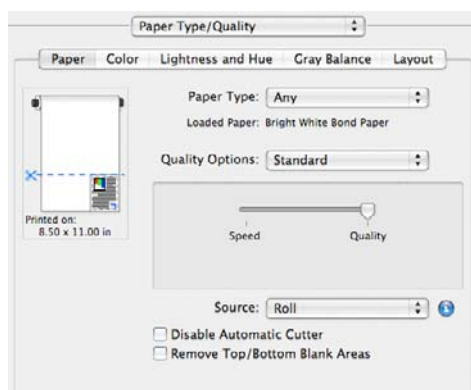 Paper Type/Quality
Paper Color Lightness and Hue Gray Balance Layout
Paper Type: Any
Loaded Paper: Bright White Bond Paper
Quality Options: Standard
Printed on:
8.50 x 11.00 in
Speed Quality
Source: Roll
Disable Automatic Cutter
Remove Top/Bottom Blank Areas